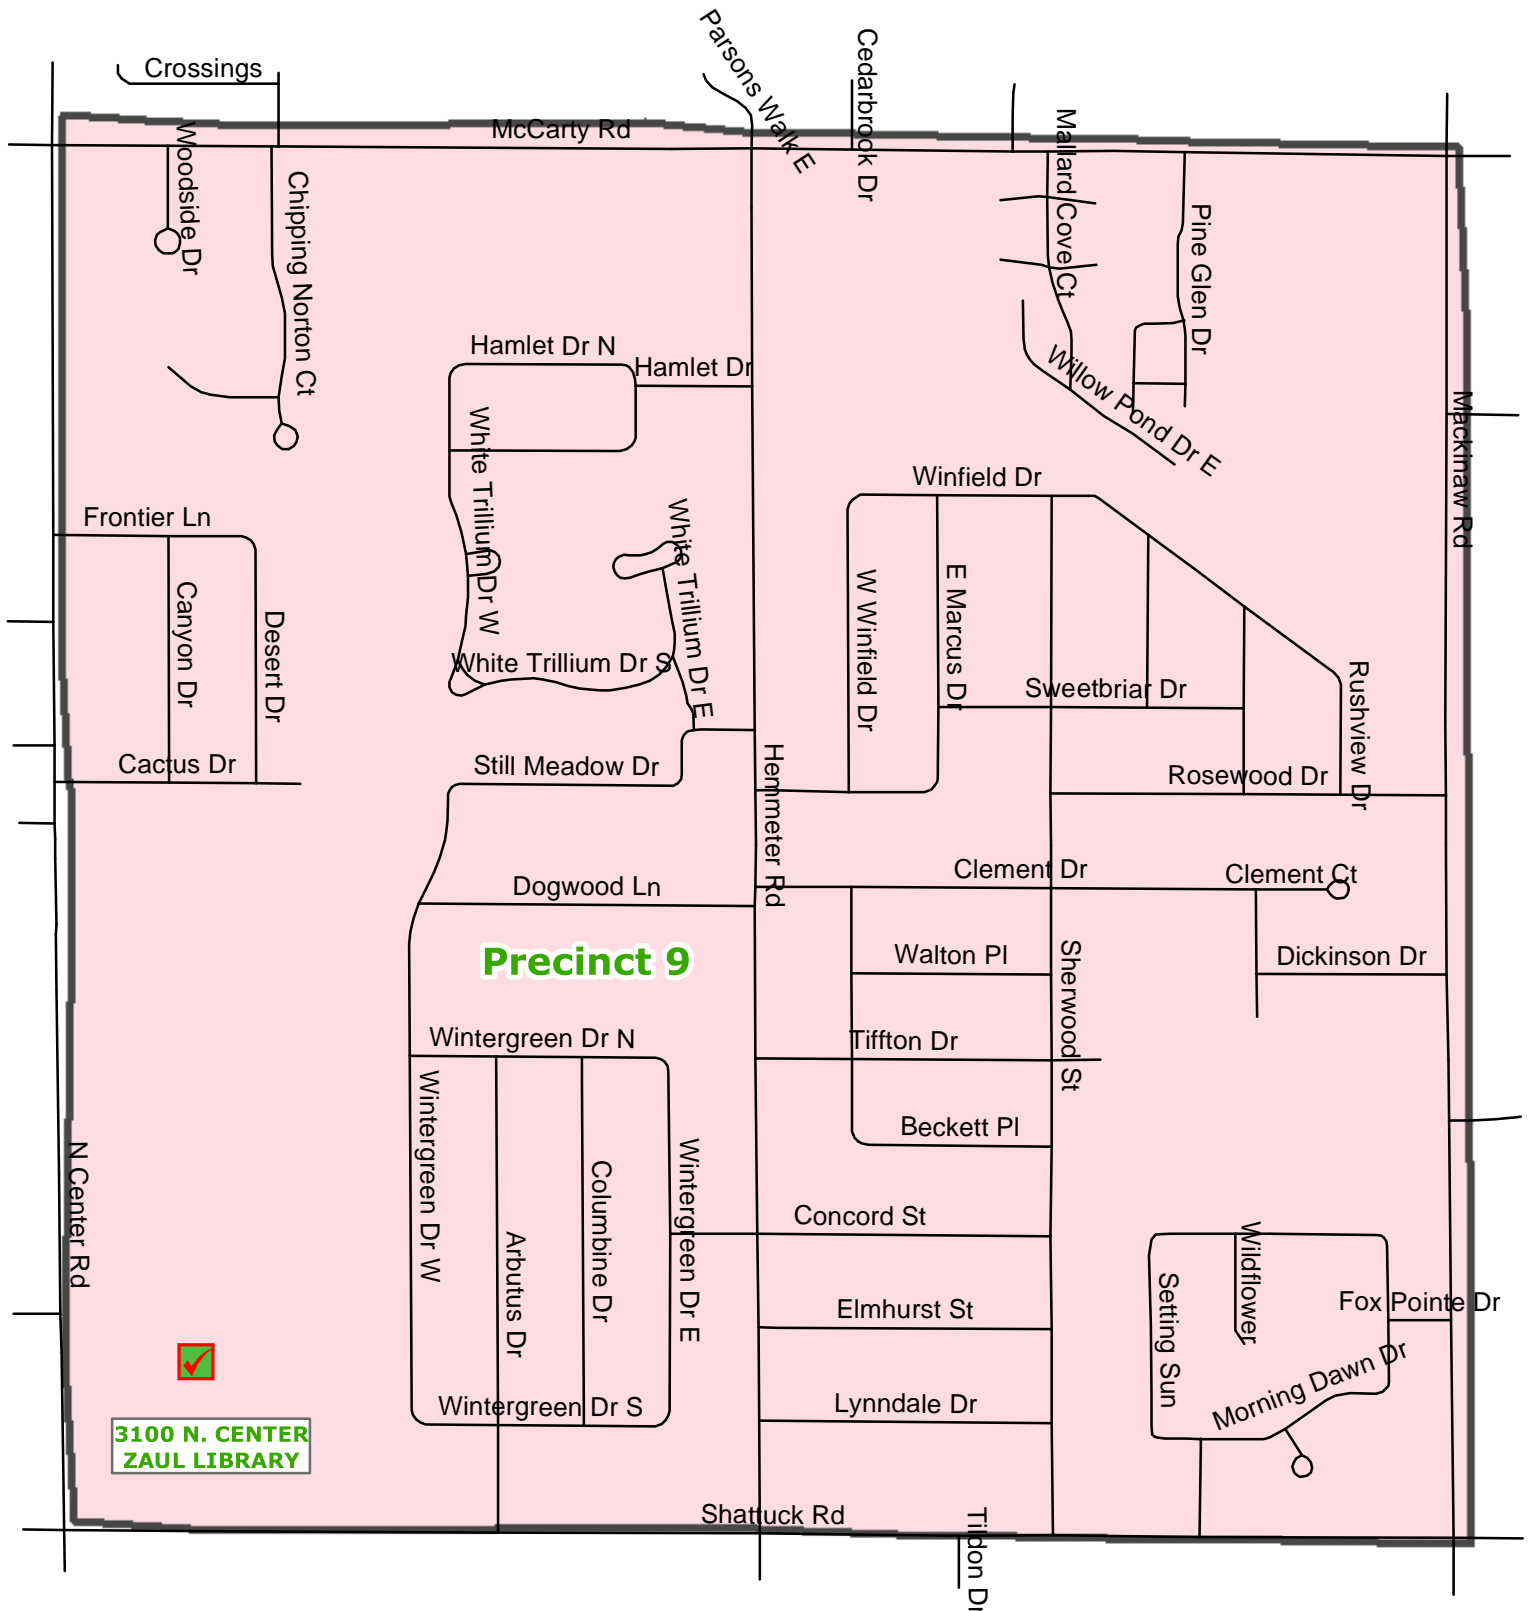 Crossings
Parsons Walk E
Cedarbrook Dr
McCarty Rd
Woodside Dr
Chipping Norton Ct
Mallard Cove Ct
Pine Glen Dr
Hamlet Dr N
Hamlet Dr
Willow Pond Dr E
Mackinaw Rd
White Trillium Dr W
Winfield Dr
Frontier Ln
White Trillium Dr E
Canyon Dr
Desert Dr
W Winfield Dr
E Marcus Dr
White Trillium Dr S
Sweetbriar Dr
Rushview Dr
Cactus Dr
Still Meadow Dr
Hemmeter Rd
Rosewood Dr
Dogwood Ln
Clement Dr
Clement Ct
Precinct 9
Walton Pl
Sherwood St
Dickinson Dr
Wintergreen Dr N
Tiffton Dr
Wintergreen Dr W
Beckett Pl
N Center Rd
Columbine Dr
Wintergreen Dr E
Arbutus Dr
Concord St
Wildflower
Setting Sun
Elmhurst St
Fox Pointe Dr
Morning Dawn Dr
Wintergreen Dr S
Lynndale Dr
3100 N. CENTER
ZAUL LIBRARY
Shattuck Rd
Tildon Dr